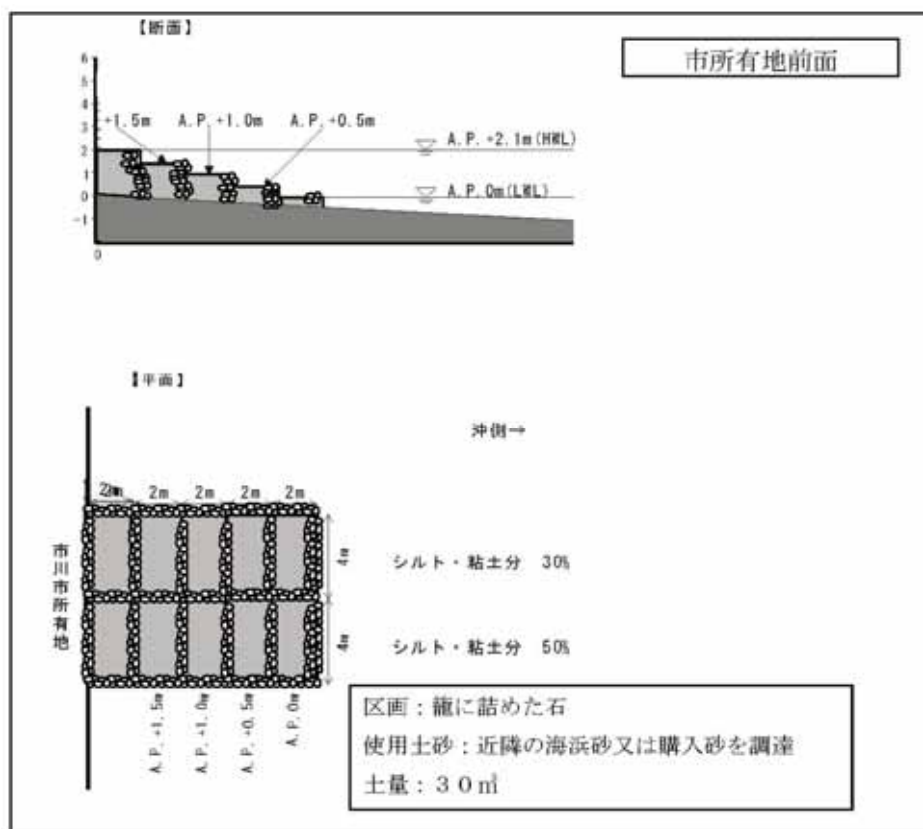 【断面】
市所有地前面
6
5
4
3
2
1
0
-1
0
+1.5m A.P.+1.0m A.P.+0.5m
A.P.+2.1m(HWL)
A.P.0m(LWL)
【平面】
沖側→
2m 2m 2m 2m
市川市所有地
4m
シルト・粘土分 30%
4m
シルト・粘土分 50%
A.P.+1.5m
A.P.+1.0m
A.P.+0.5m
A.P.0m
区画：籠に詰めた石
使用土砂：近隣の海浜砂又は購入砂を調達
土量：３０㎥